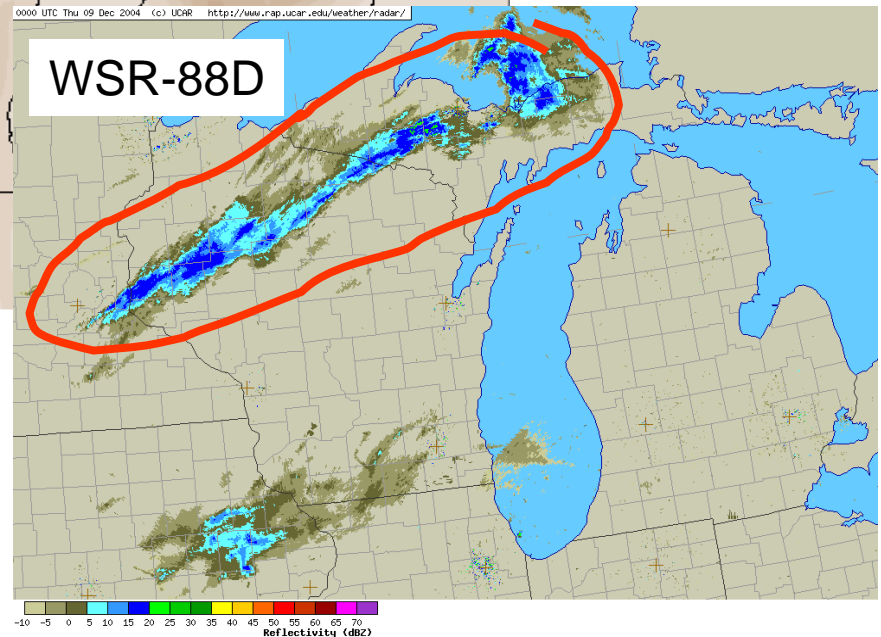 0000 UTC Thu 09 Dec 2004 (c) UCAR http://www.rap.ucar.edu/weather/radar/
WSR-88D
-10 -5 0 5 10 15 20 25 30 35 40 45 50 55 60 65 70
Reflectivity (dBZ)